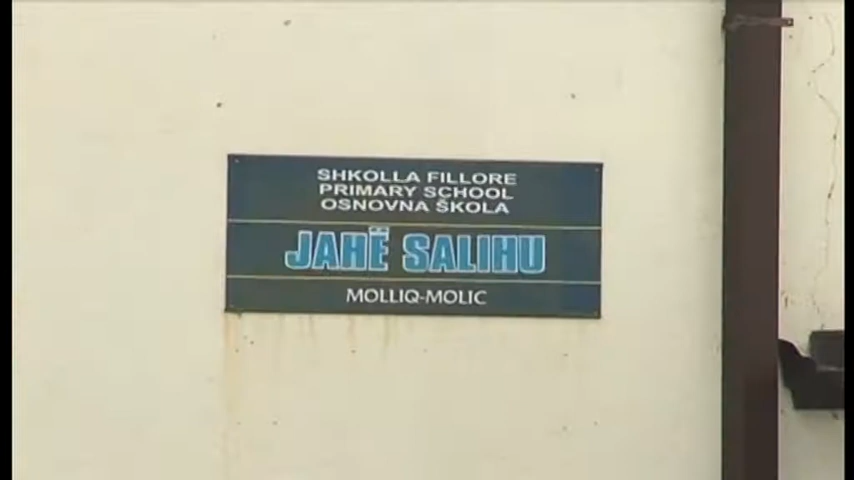 SHKOLLA FILLORE
PRIMARY SCHOOL
OSNOVNA ŠKOLA
JAHË SALIHU
MOLLIQ-MOLIC